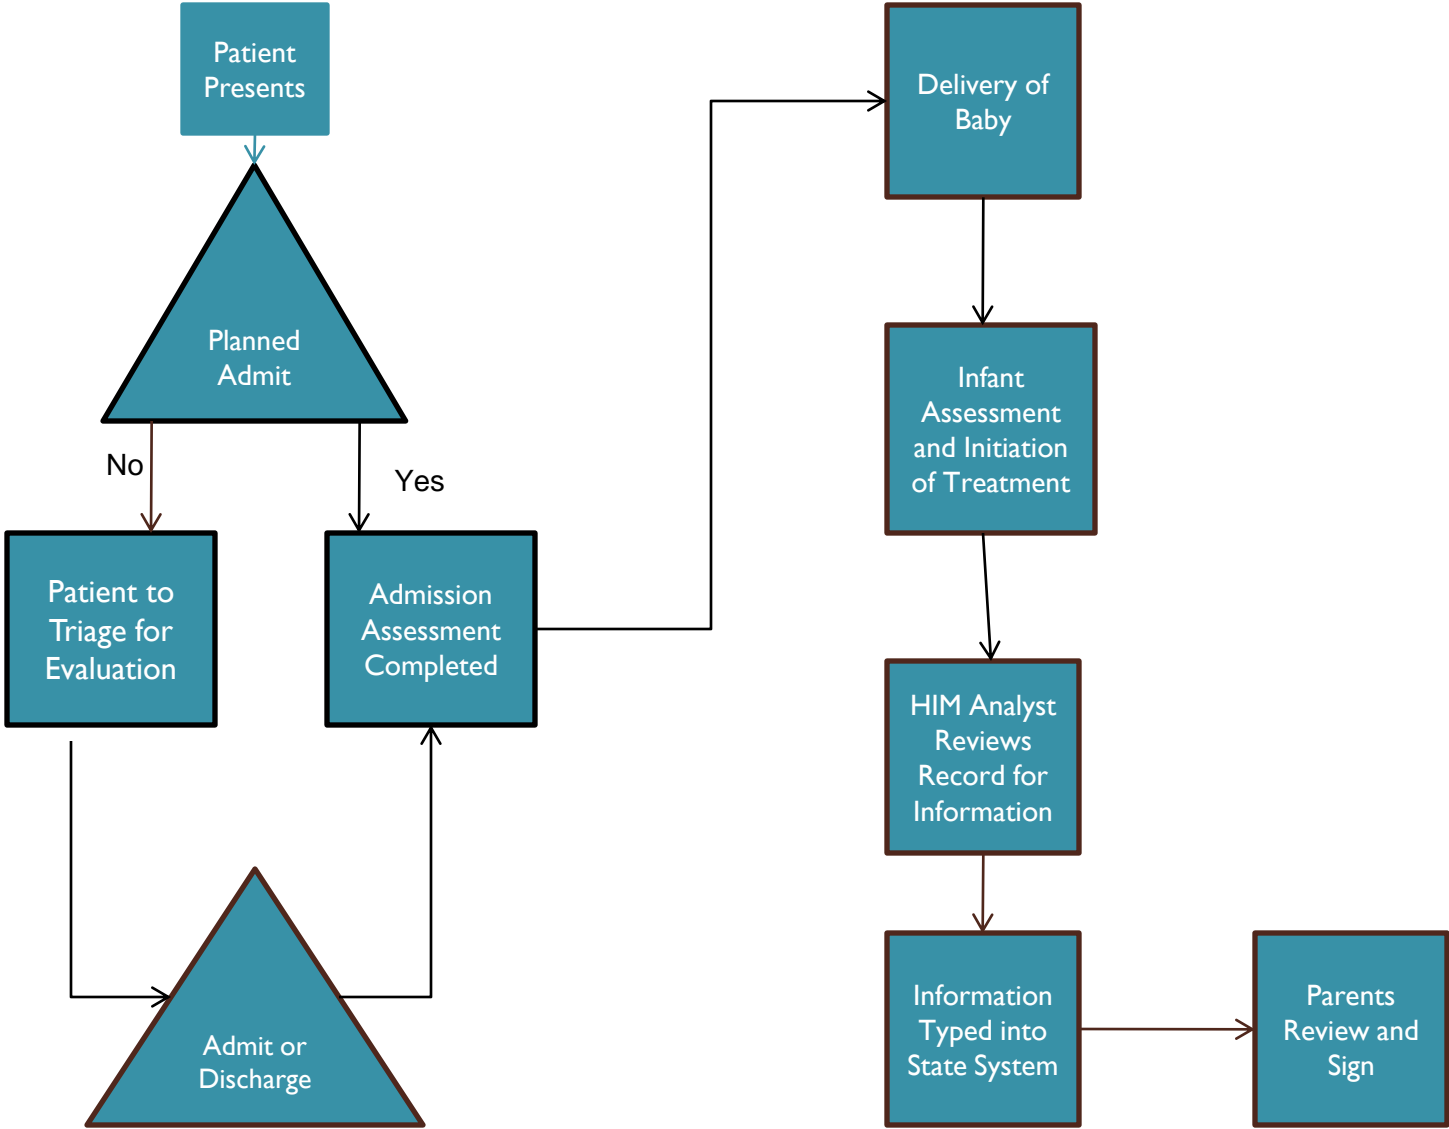 Patient
Presents
Planned
Admit
No
Yes
Patient to
Triage for
Evaluation
Admission
Assessment
Completed
Admit or
Discharge
Delivery of
Baby
Infant
Assessment
and Initiation
of Treatment
HIM Analyst
Reviews
Record for
Information
Information
Typed into
State System
Parents
Review and
Sign